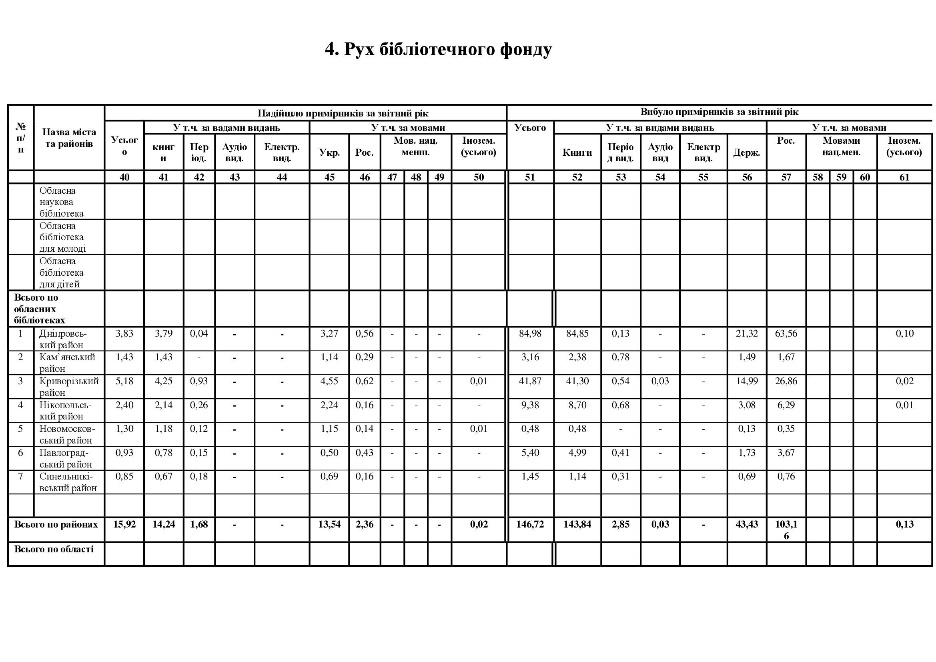 4. Рух бібліотечного фонду
№ п/п Назва міста та районів Надійшло примірників за звітний рік Вибуло примірників за звітний рік
Усього У т.ч. за вадами видань У т.ч. за мовами Усього У т.ч. за видами видань У т.ч. за мовами
книги Період. Аудіо вид. Електр. вид. Укр. Рос. Мов. нац. менш. Інозем. (усього) Книги Період вид. Аудіо вид Електр вид. Держ. Рос. Мовами нац.мен. Інозем. (усього)
40 41 42 43 44 45 46 47 48 49 50 51 52 53 54 55 56 57 58 59 60 61
Обласна
наукова
бібліотека
Обласна
бібліотека
для молоді
Обласна
бібліотека
для дітей
Всього по
обласних
бібліотеках
1 Дніпровсь- 3,83 3,79 0,04 - - 3,27 0,56 - - - - 84,98 84,85 0,13 - - 21,32 63,56 0,10
кий район
2 Кам᾽янський 1,43 1,43 - - - 1,14 0,29 - - - - 3,16 2,38 0,78 - - 1,49 1,67
район
3 Криворізький 5,18 4,25 0,93 - - 4,55 0,62 - - - 0,01 41,87 41,30 0,54 0,03 - 14,99 26,86 0,02
район
4 Нікопольсь- 2,40 2,14 0,26 - - 2,24 0,16 - - - 9,38 8,70 0,68 - - 3,08 6,29 0,01
кий район
5 Новомосков- 1,30 1,18 0,12 - - 1,15 0,14 - - - 0,01 0,48 0,48 - - - 0,13 0,35
ський район
6 Павлоград- 0,93 0,78 0,15 - - 0,50 0,43 - - - - 5,40 4,99 0,41 - - 1,73 3,67
ський район
7 Синельникі- 0,85 0,67 0,18 - - 0,69 0,16 - - - - 1,45 1,14 0,31 - - 0,69 0,76
вський район
Всього по районах 15,92 14,24 1,68 - - 13,54 2,36 - - - 0,02 146,72 143,84 2,85 0,03 - 43,43 103,16 0,13
Всього по області